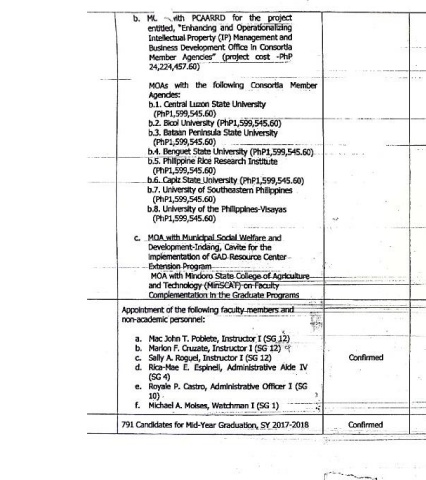 b. with PCAARRD for the project
entitled, "Enhancing and Operationalizing
Intellectual Property (IP) Management and
Business Development Office in Consortia
Member Agencies" (project cost -PhP
24,224,457.60)
MOAs with the following Consortia Member
Agencies:
b.1. Central Luzon State University
(PhP1,599,545.60)
b.2. Bicol University (PhP1,599,545.60)
b.3. Bataan Peninsula State University
(PhP1,599,545.60)
b.4. Benguet State University (PhP1,599,545.60)
b.5. Philippine Rice Research Institute
(PhP1,599,545.60)
b.6. Capiz State University (PhP1,599,545.60)
b.7. University of Southeastern Philippines
(PhP1,599,545.60)
b.8. University of the Philippines-Visayas
(PhP1,599,545.60)
c. MOA with Municipal Social Welfare and
Development-Indang, Cavite for the
implementation of GAD Resource Center
Extension Program
MOA with Mindoro State College of Agriculture
and Technology (MinSCAT) on Faculty
Complementation in the Graduate Programs
Appointment of the following faculty members and
non-academic personnel:
a. Mac John T. Poblete, Instructor I (SG 12)
b. Marlon F. Cruzate, Instructor I (SG 12)
c. Sally A. Roguel, Instructor I (SG 12) Confirmed
d. Rica-Mae E. Espineli, Administrative Aide IV
(SG 4)
e. Royale P. Castro, Administrative Officer I (SG
10)
f. Michael A. Moises, Watchman I (SG 1)
791 Candidates for Mid-Year Graduation, SY 2017-2018 Confirmed